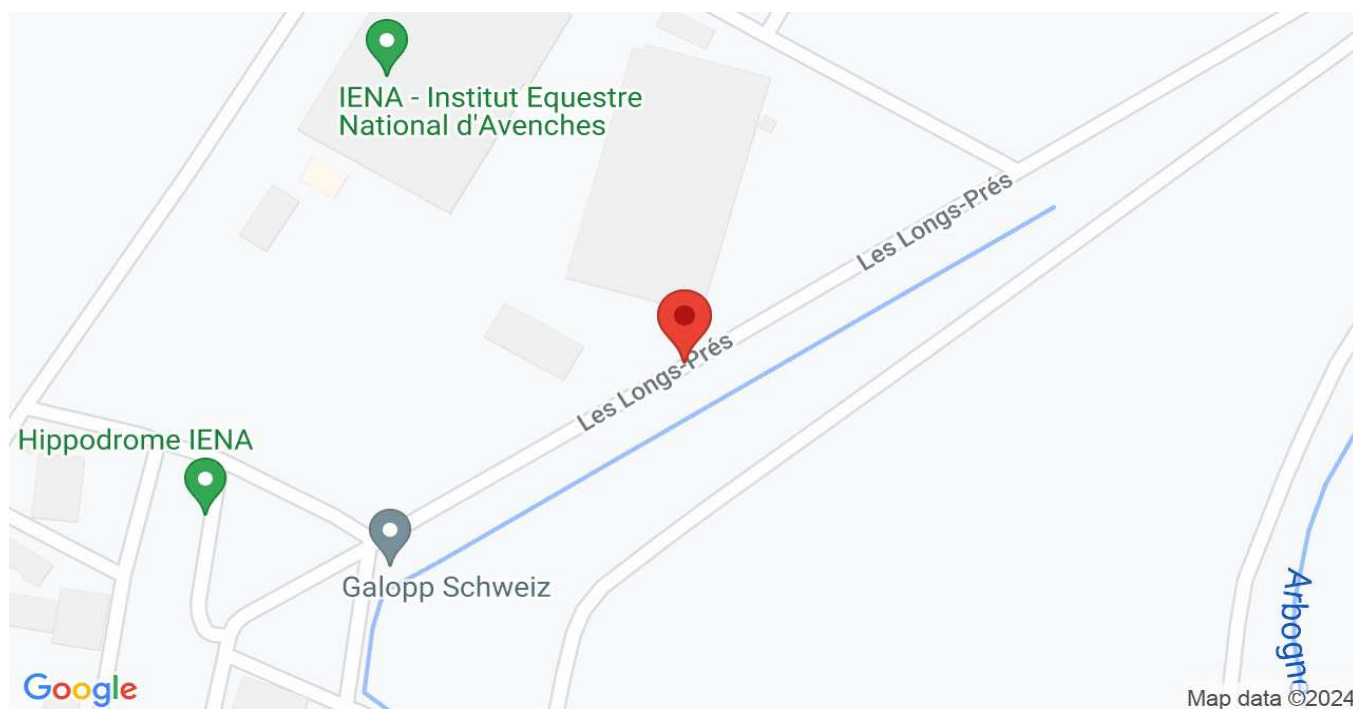 IENA - Institut Equestre
National d'Avenches
Les Longs-Prés
Les Longs-Prés
Hippodrome IENA
Galopp Schweiz
Arbogne
Google
Map data ©2024